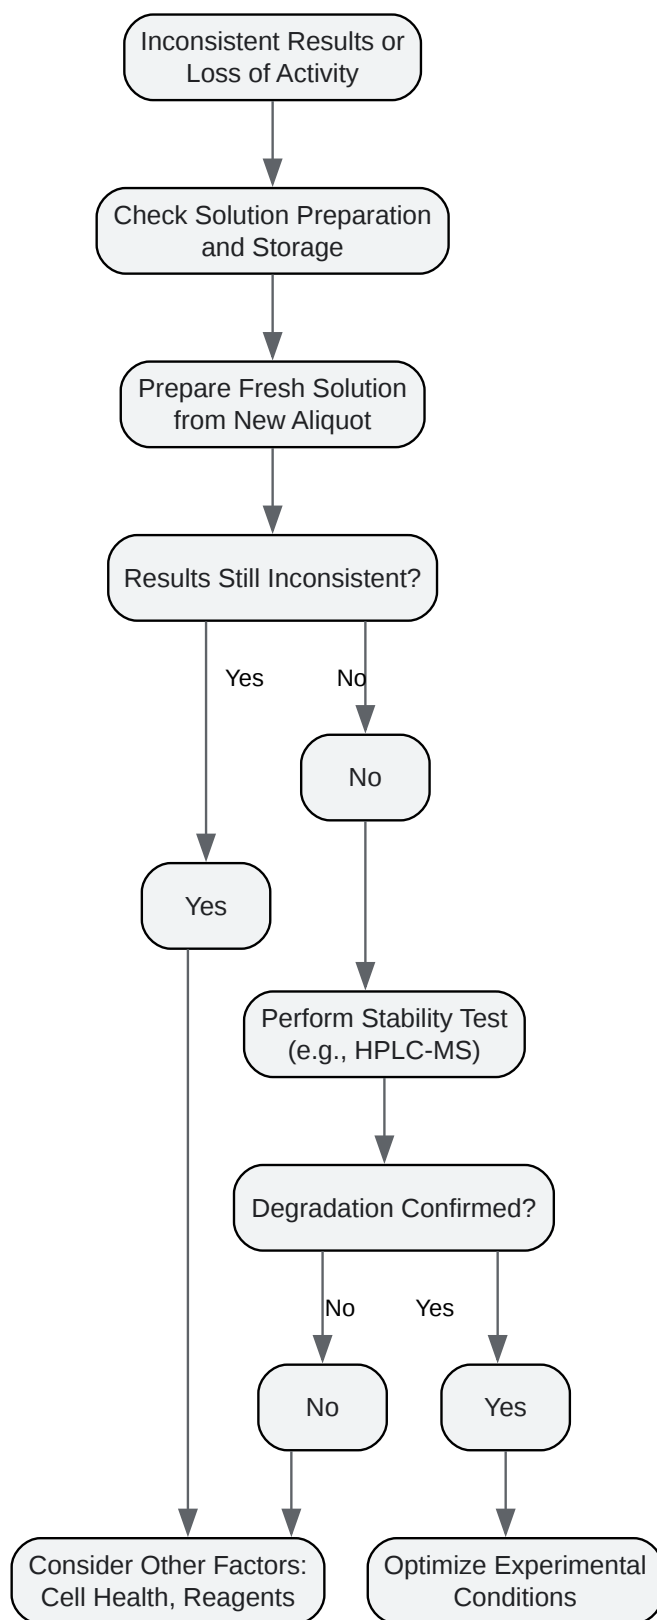 Inconsistent Results or
Loss of Activity
Check Solution Preparation
and Storage
Prepare Fresh Solution
from New Aliquot
Results Still Inconsistent?
Yes
No
No
Yes
Perform Stability Test
(e.g., HPLC-MS)
Degradation Confirmed?
No
Yes
No
Yes
Consider Other Factors:
Cell Health, Reagents
Optimize Experimental
Conditions